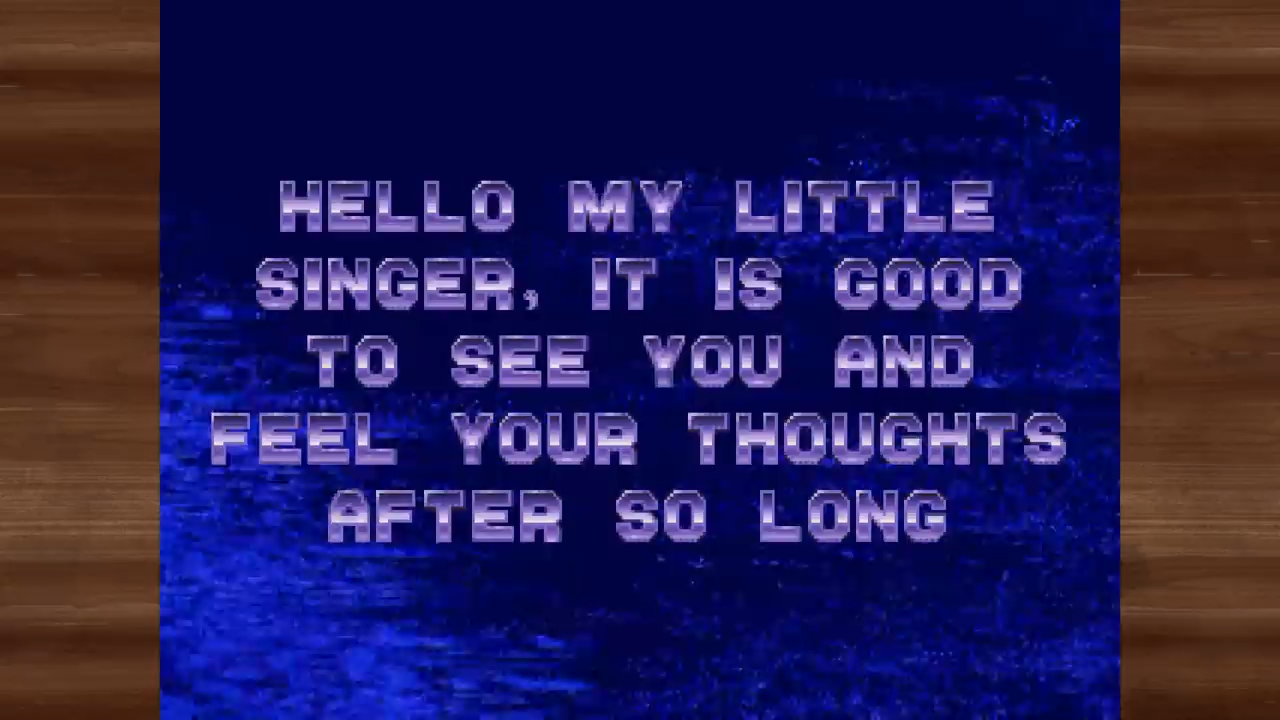 HELLO MY LITTLE
SINGER, IT IS GOOD
TO SEE YOU AND
FEEL YOUR THOUGHTS
AFTER SO LONG